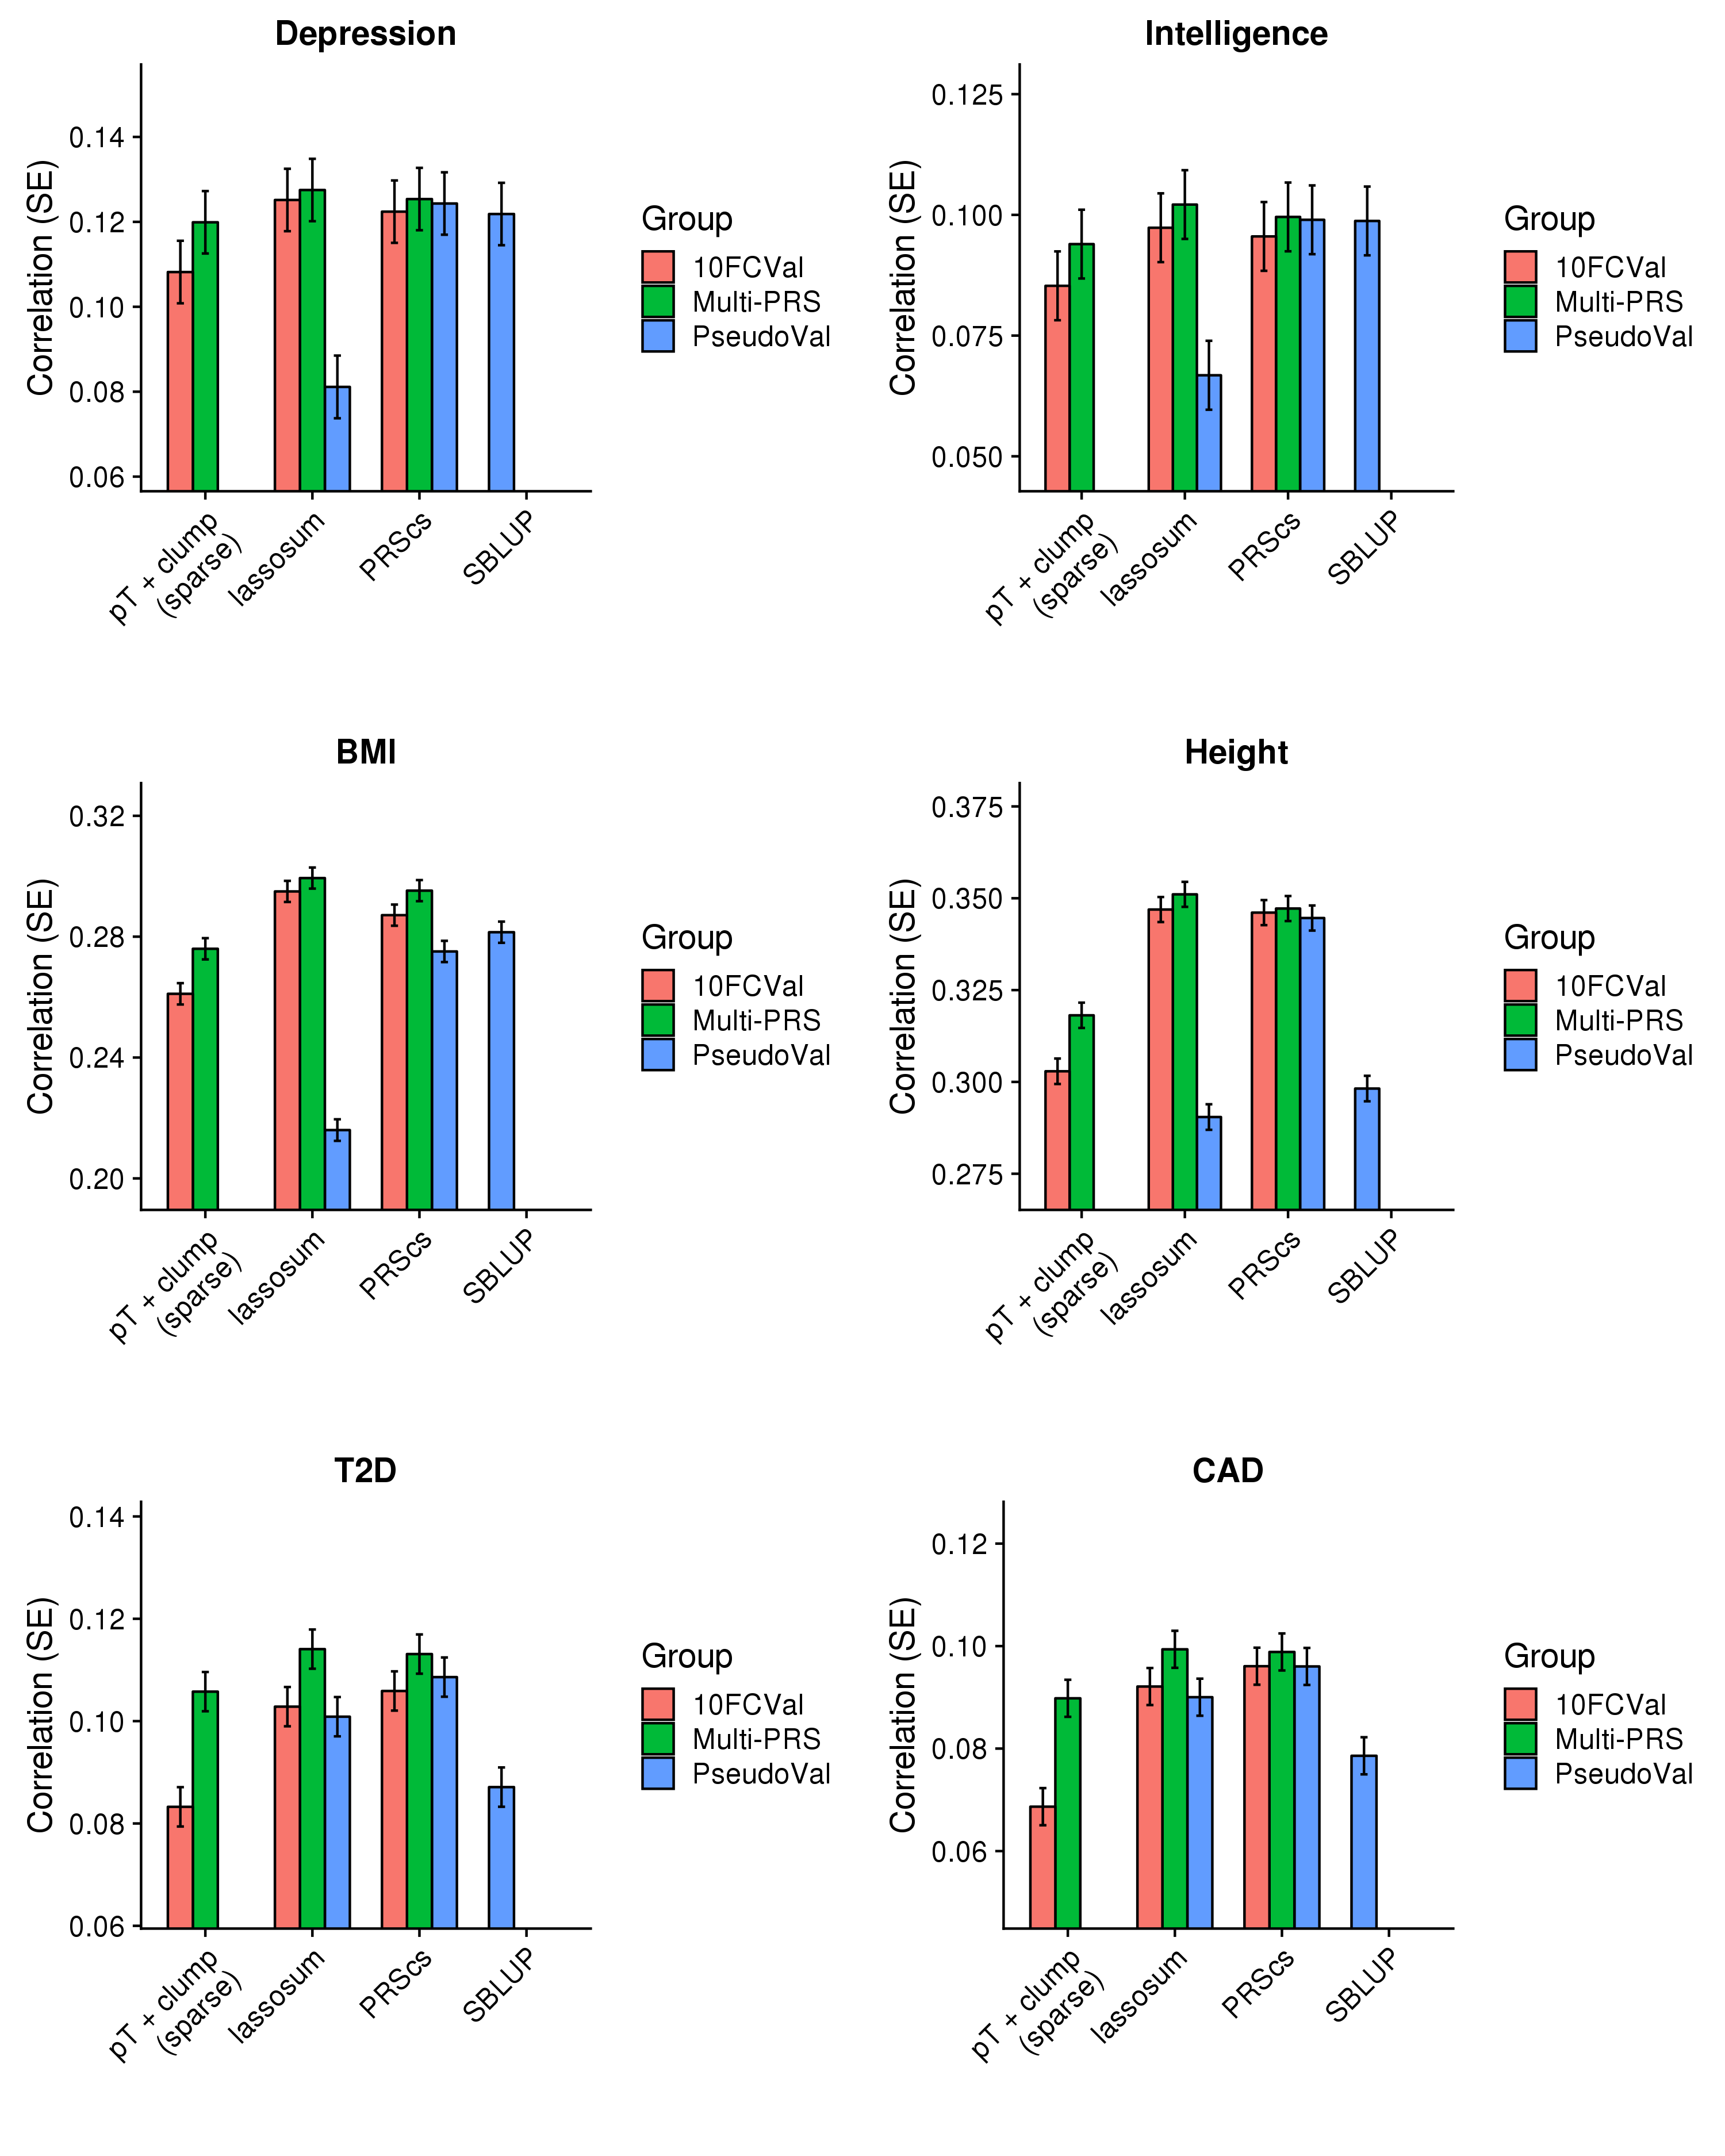 Depression
Correlation (SE)
0.14
0.12
0.10
0.08
0.06
pT + clump
(sparse)
lassosum
PRScs
SBLUP
Group
10FCVal
Multi-PRS
PseudoVal
Intelligence
Correlation (SE)
0.125
0.100
0.075
0.050
pT + clump
(sparse)
lassosum
PRScs
SBLUP
Group
10FCVal
Multi-PRS
PseudoVal
BMI
Correlation (SE)
0.32
0.28
0.24
0.20
pT + clump
(sparse)
lassosum
PRScs
SBLUP
Group
10FCVal
Multi-PRS
PseudoVal
Height
Correlation (SE)
0.375
0.350
0.325
0.300
0.275
pT + clump
(sparse)
lassosum
PRScs
SBLUP
Group
10FCVal
Multi-PRS
PseudoVal
T2D
Correlation (SE)
0.14
0.12
0.10
0.08
0.06
pT + clump
(sparse)
lassosum
PRScs
SBLUP
Group
10FCVal
Multi-PRS
PseudoVal
CAD
Correlation (SE)
0.12
0.10
0.08
0.06
pT + clump
(sparse)
lassosum
PRScs
SBLUP
Group
10FCVal
Multi-PRS
PseudoVal